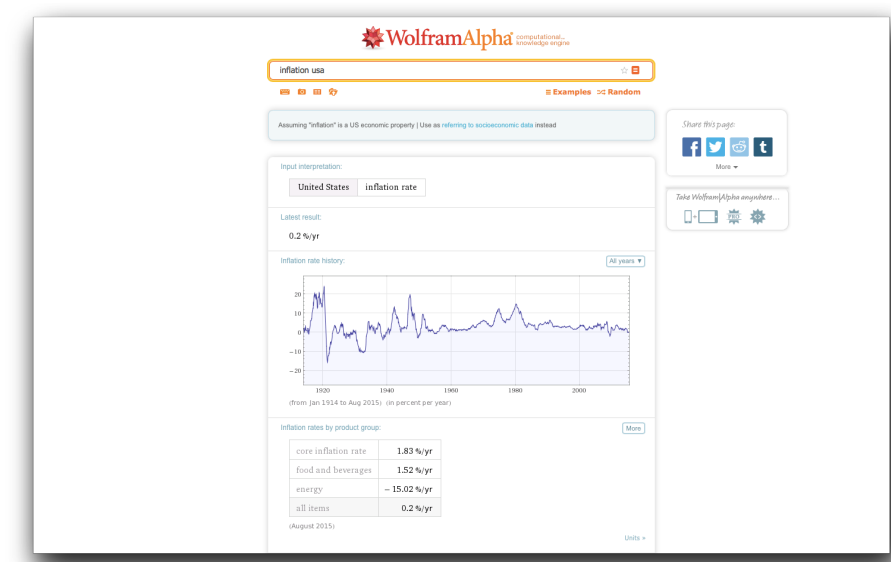 WolframAlpha computational... knowledge engine
inflation usa
Examples Random
Assuming "inflation" is a US economic property | Use as referring to socioeconomic data instead
Share this page:
f t
More
Take Wolfram|Alpha anywhere...
PRO
Input interpretation:
United States inflation rate
Latest result:
0.2 %/yr
Inflation rate history:
All years ▼
20
10
0
−10
−20
1920 1940 1960 1980 2000
(from Jan 1914 to Aug 2015) (in percent per year)
Inflation rates by product group:
More
core inflation rate 1.83 %/yr
food and beverages 1.52 %/yr
energy −15.02 %/yr
all items 0.2 %/yr
(August 2015)
Units »